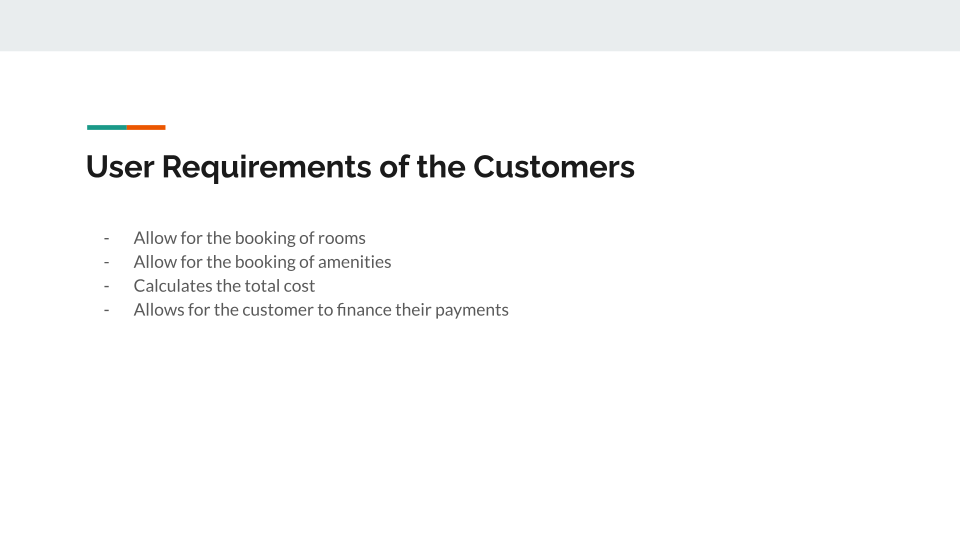 User Requirements of the Customers
- Allow for the booking of rooms
- Allow for the booking of amenities
- Calculates the total cost
- Allows for the customer to finance their payments